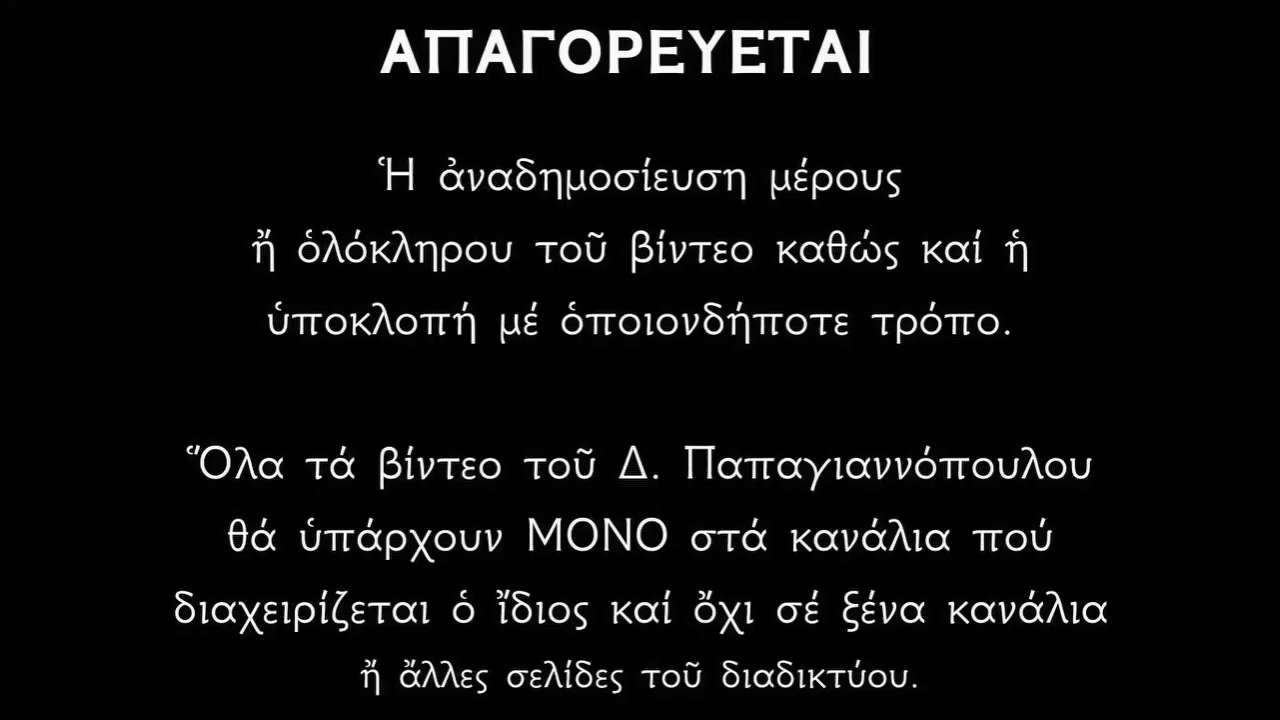 ΑΠΑΓΟΡΕΥΕΤΑΙ
Ἡ ἀναδημοσίευση μέρους
ἤ ὁλόκληρου τοῦ βίντεο καθώς καί ἡ
ὑποκλοπή μέ ὁποιονδήποτε τρόπο.
Ὅλα τά βίντεο τοῦ Δ. Παπαγιαννόπουλου
θά ὑπάρχουν ΜΟΝΟ στά κανάλια πού
διαχειρίζεται ὁ ἴδιος καί ὄχι σέ ξένα κανάλια
ἤ ἄλλες σελίδες τοῦ διαδικτύου.